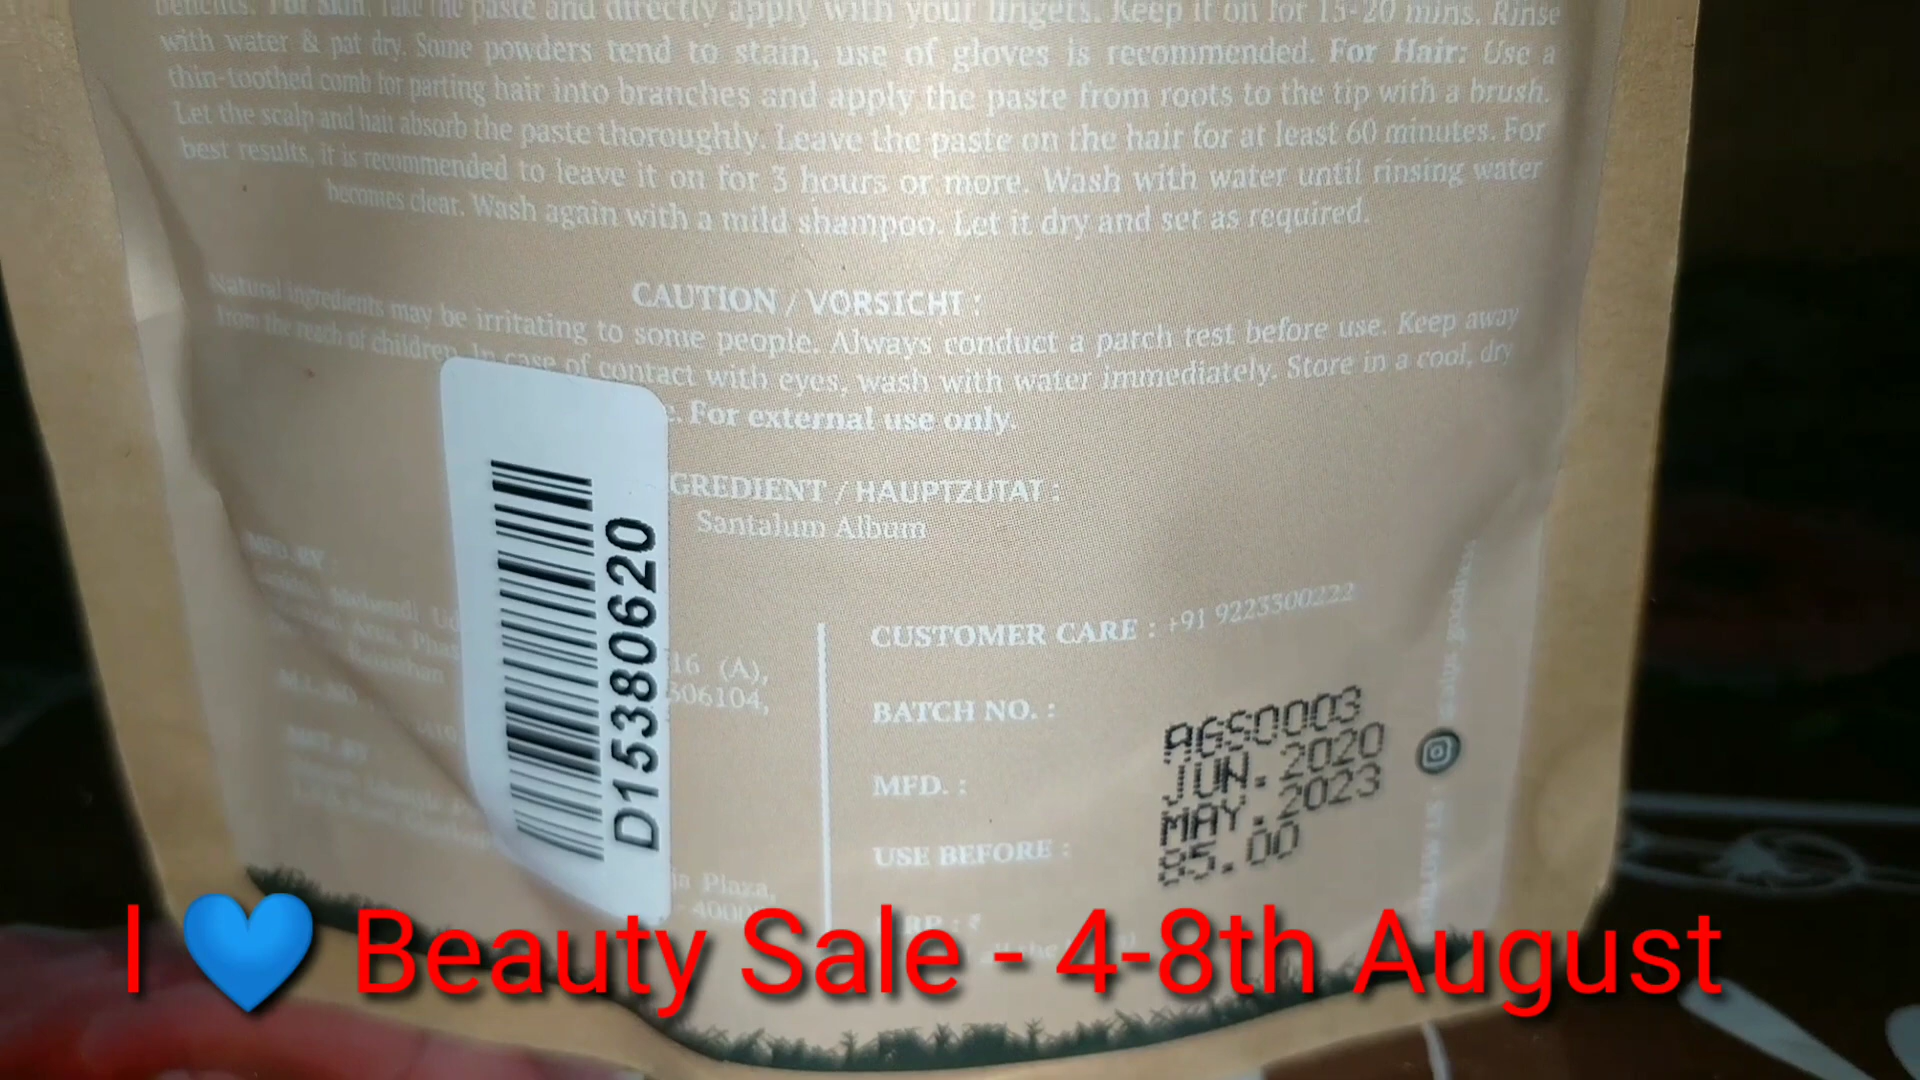 benefits. For Skin: Take the paste and directly apply with your fingers. Keep it on for 15-20 mins. Rinse
with water & pat dry. Some powders tend to stain, use of gloves is recommended. For Hair: Use a
thin-toothed comb for parting hair into branches and apply the paste from roots to the tip with a brush.
Let the scalp and hair absorb the paste thoroughly. Leave the paste on the hair for at least 60 minutes. For
best results, it is recommended to leave it on for 3 hours or more. Wash with water until rinsing water
becomes clear. Wash again with a mild shampoo. Let it dry and set as required.
CAUTION / VORSICHT :
Natural ingredients may be irritating to some people. Always conduct a patch test before use. Keep away
from the reach of children. In case of contact with eyes, wash with water immediately. Store in a cool, dry
. For external use only.
GREDIENT / HAUPTZUTAT :
Santalum Album
MFD. BY
Mehendi
16 (A),
306104,
D15380620
Plaza,
CUSTOMER CARE : +91 9223300222
BATCH NO. : A6S0003
MFD. : JUN. 2020
USE BEFORE : MAY. 2023
85.00
I 💙 Beauty Sale - 4-8th August